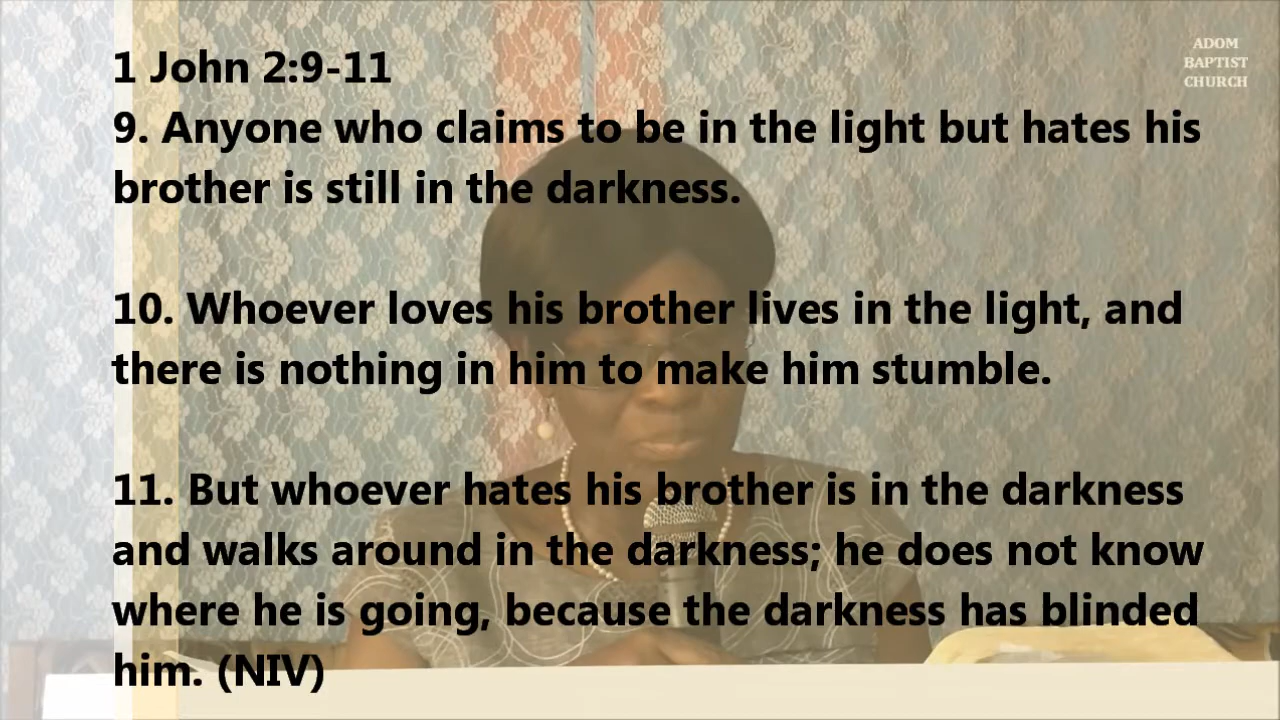 1 John 2:9-11
9. Anyone who claims to be in the light but hates his
brother is still in the darkness.
10. Whoever loves his brother lives in the light, and
there is nothing in him to make him stumble.
11. But whoever hates his brother is in the darkness
and walks around in the darkness; he does not know
where he is going, because the darkness has blinded
him. (NIV)
ADOM
BAPTIST
CHURCH